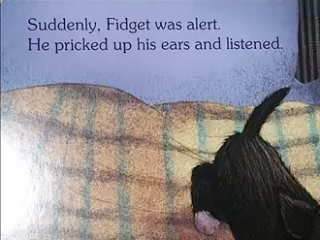 Suddenly, Fidget was alert.
He pricked up his ears and listened.